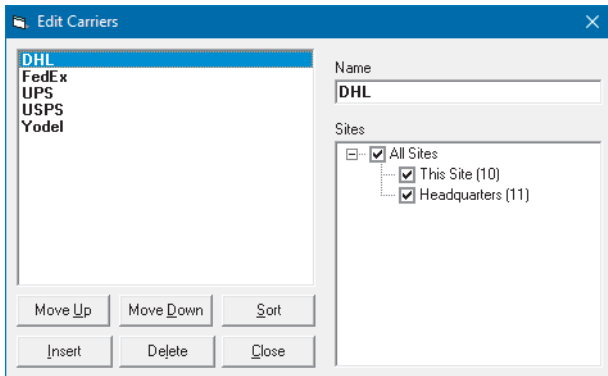 Edit Carriers
DHL
FedEx
UPS
USPS
Yodel
Name
DHL
Sites
All Sites
This Site (10)
Headquarters (11)
Move Up
Move Down
Sort
Insert
Delete
Close